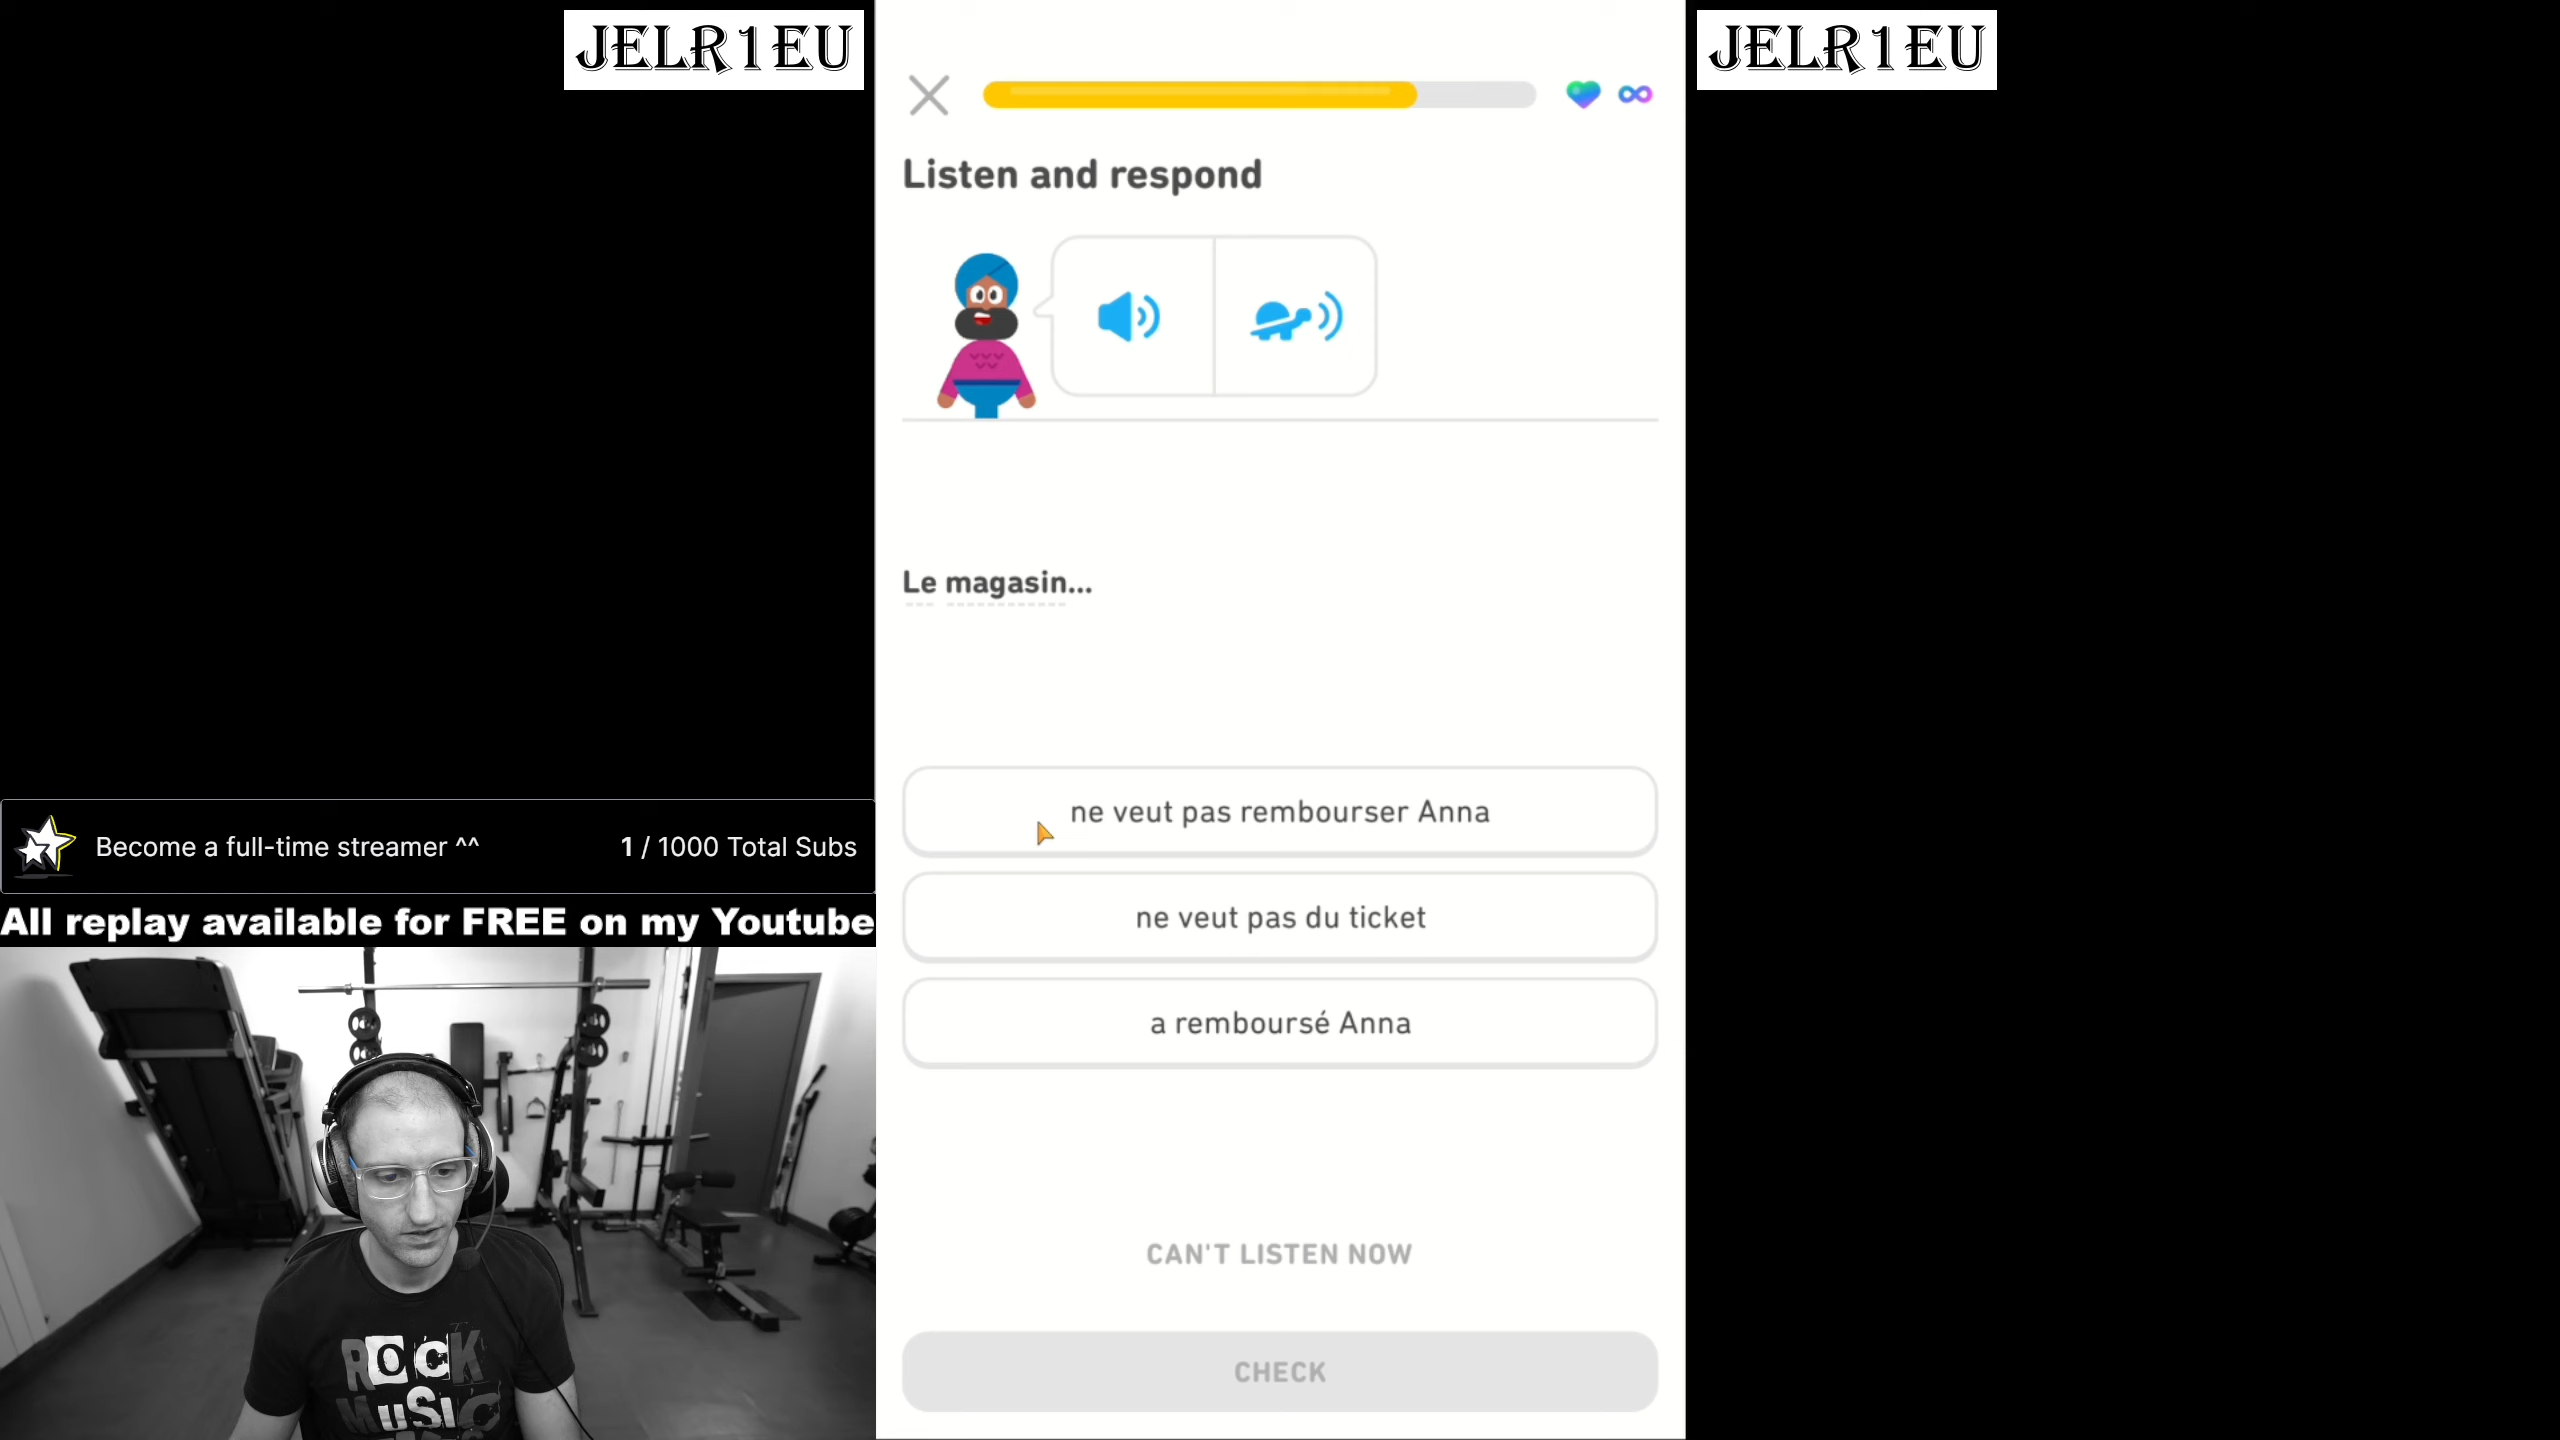 JELR1EU
JELR1EU
Listen and respond
Le magasin...
ne veut pas rembourser Anna
ne veut pas du ticket
a remboursé Anna
CAN'T LISTEN NOW
CHECK
Become a full-time streamer ^^ 1 / 1000 Total Subs
All replay available for FREE on my Youtube
ROCK
MUSIC